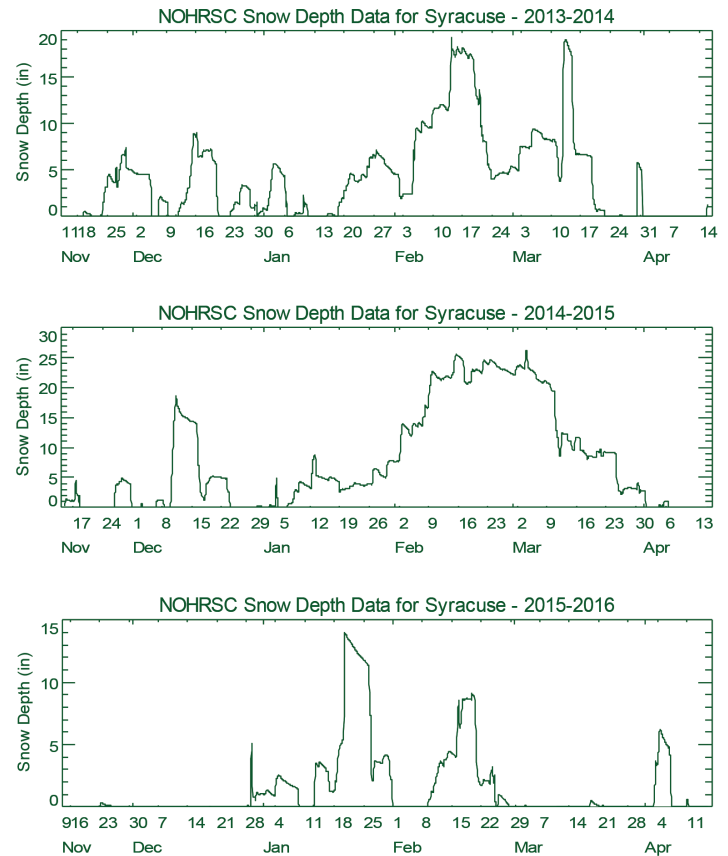 NOHRSC Snow Depth Data for Syracuse - 2013-2014
20
15
10
5
0
Snow Depth (in)
1118 25 2 9 16 23 30 6 13 20 27 3 10 17 24 3 10 17 24 31 7 14
Nov Dec Jan Feb Mar Apr
NOHRSC Snow Depth Data for Syracuse - 2014-2015
30
25
20
15
10
5
0
Snow Depth (in)
17 24 1 8 15 22 29 5 12 19 26 2 9 16 23 2 9 16 23 30 6 13
Nov Dec Jan Feb Mar Apr
NOHRSC Snow Depth Data for Syracuse - 2015-2016
15
10
5
0
Snow Depth (in)
916 23 30 7 14 21 28 4 11 18 25 1 8 15 22 29 7 14 21 28 4 11
Nov Dec Jan Feb Mar Apr